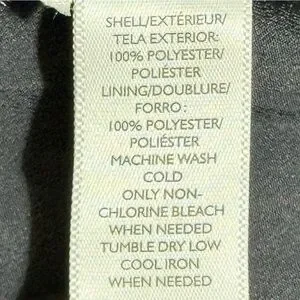 SHELL/EXTÉRIEUR/
TELA EXTERIOR:
100% POLYESTER/
POLIÉSTER
LINING/DOUBLURE/
FORRO:
100% POLYESTER/
POLIÉSTER
MACHINE WASH
COLD
ONLY NON-
CHLORINE BLEACH
WHEN NEEDED
TUMBLE DRY LOW
COOL IRON
WHEN NEEDED